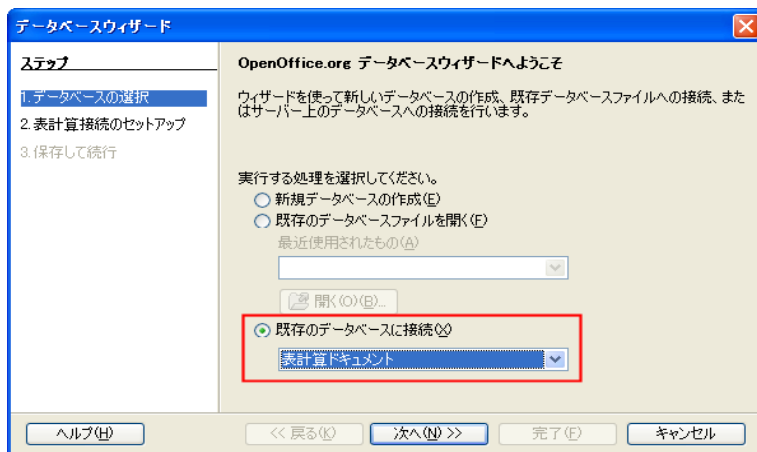 データベースウィザード
ステップ
1.データベースの選択
2.表計算接続のセットアップ
3.保存して続行
OpenOffice.org データベースウィザードへようこそ
ウィザードを使って新しいデータベースの作成、既存データベースファイルへの接続、また
はサーバー上のデータベースへの接続を行います。
実行する処理を選択してください。
新規データベースの作成(E)
既存のデータベースファイルを開く(F)
最近使用されたもの(A)
開く(O)(B)...
既存のデータベースに接続(X)
表計算ドキュメント
ヘルプ(H)
<< 戻る(K)
次へ(N) >>
完了(F)
キャンセル